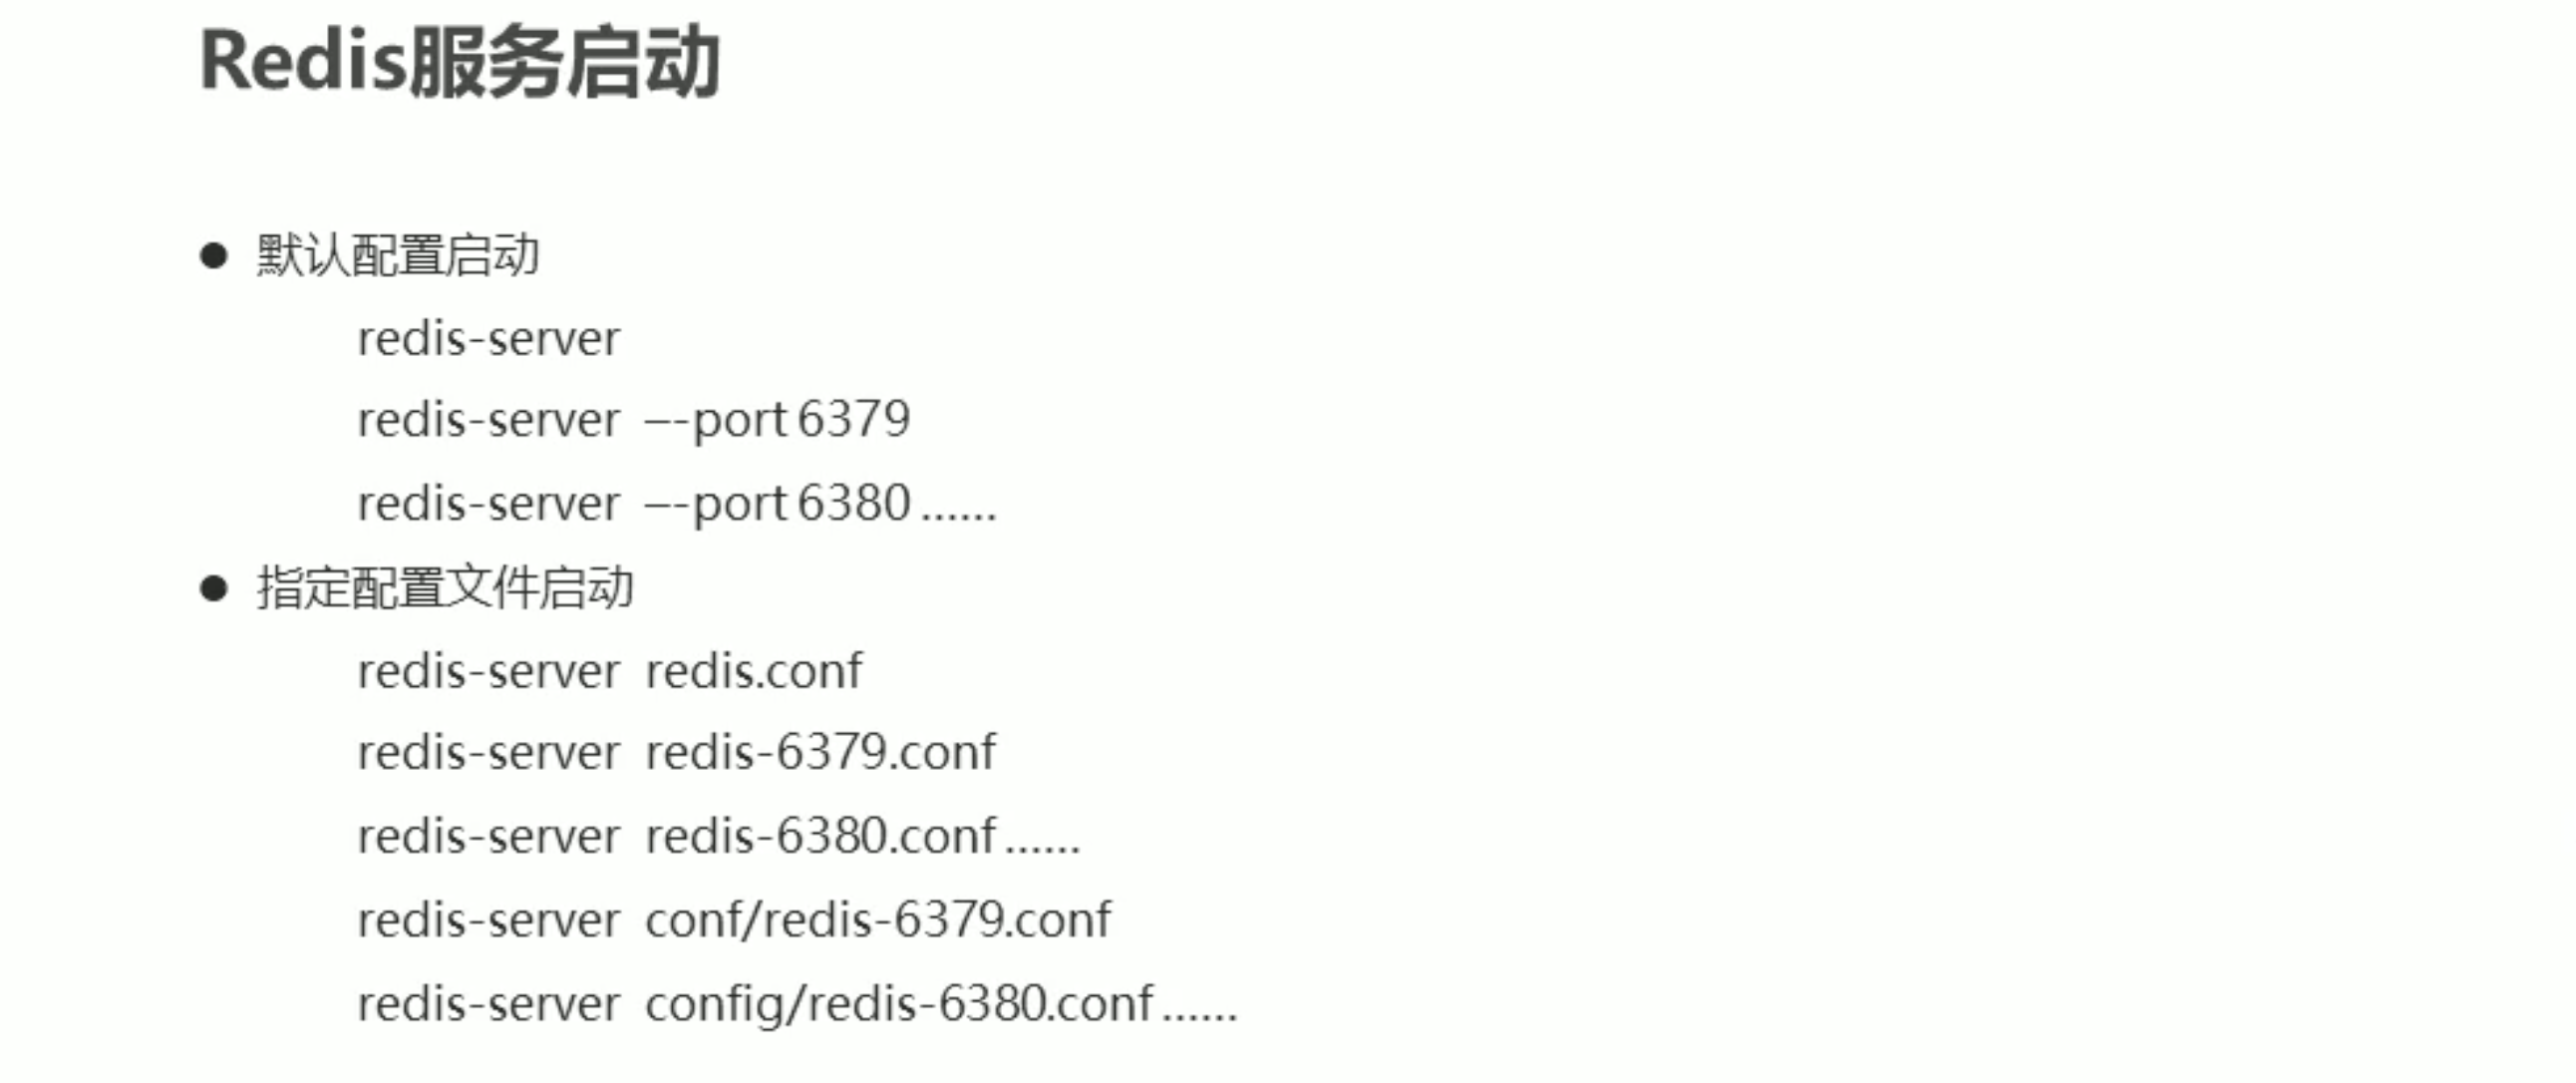 Redis服务启动
● 默认配置启动
redis-server
redis-server –-port 6379
redis-server –-port 6380 ……
● 指定配置文件启动
redis-server redis.conf
redis-server redis-6379.conf
redis-server redis-6380.conf ……
redis-server conf/redis-6379.conf
redis-server config/redis-6380.conf ……